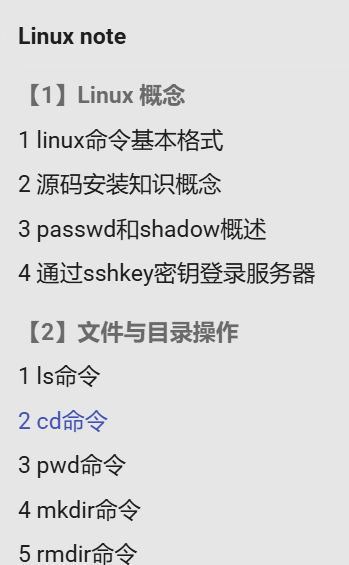 Linux note
【1】Linux 概念
1 linux命令基本格式
2 源码安装知识概念
3 passwd和shadow概述
4 通过sshkey密钥登录服务器
【2】文件与目录操作
1 ls命令
2 cd命令
3 pwd命令
4 mkdir命令
5 rmdir命令